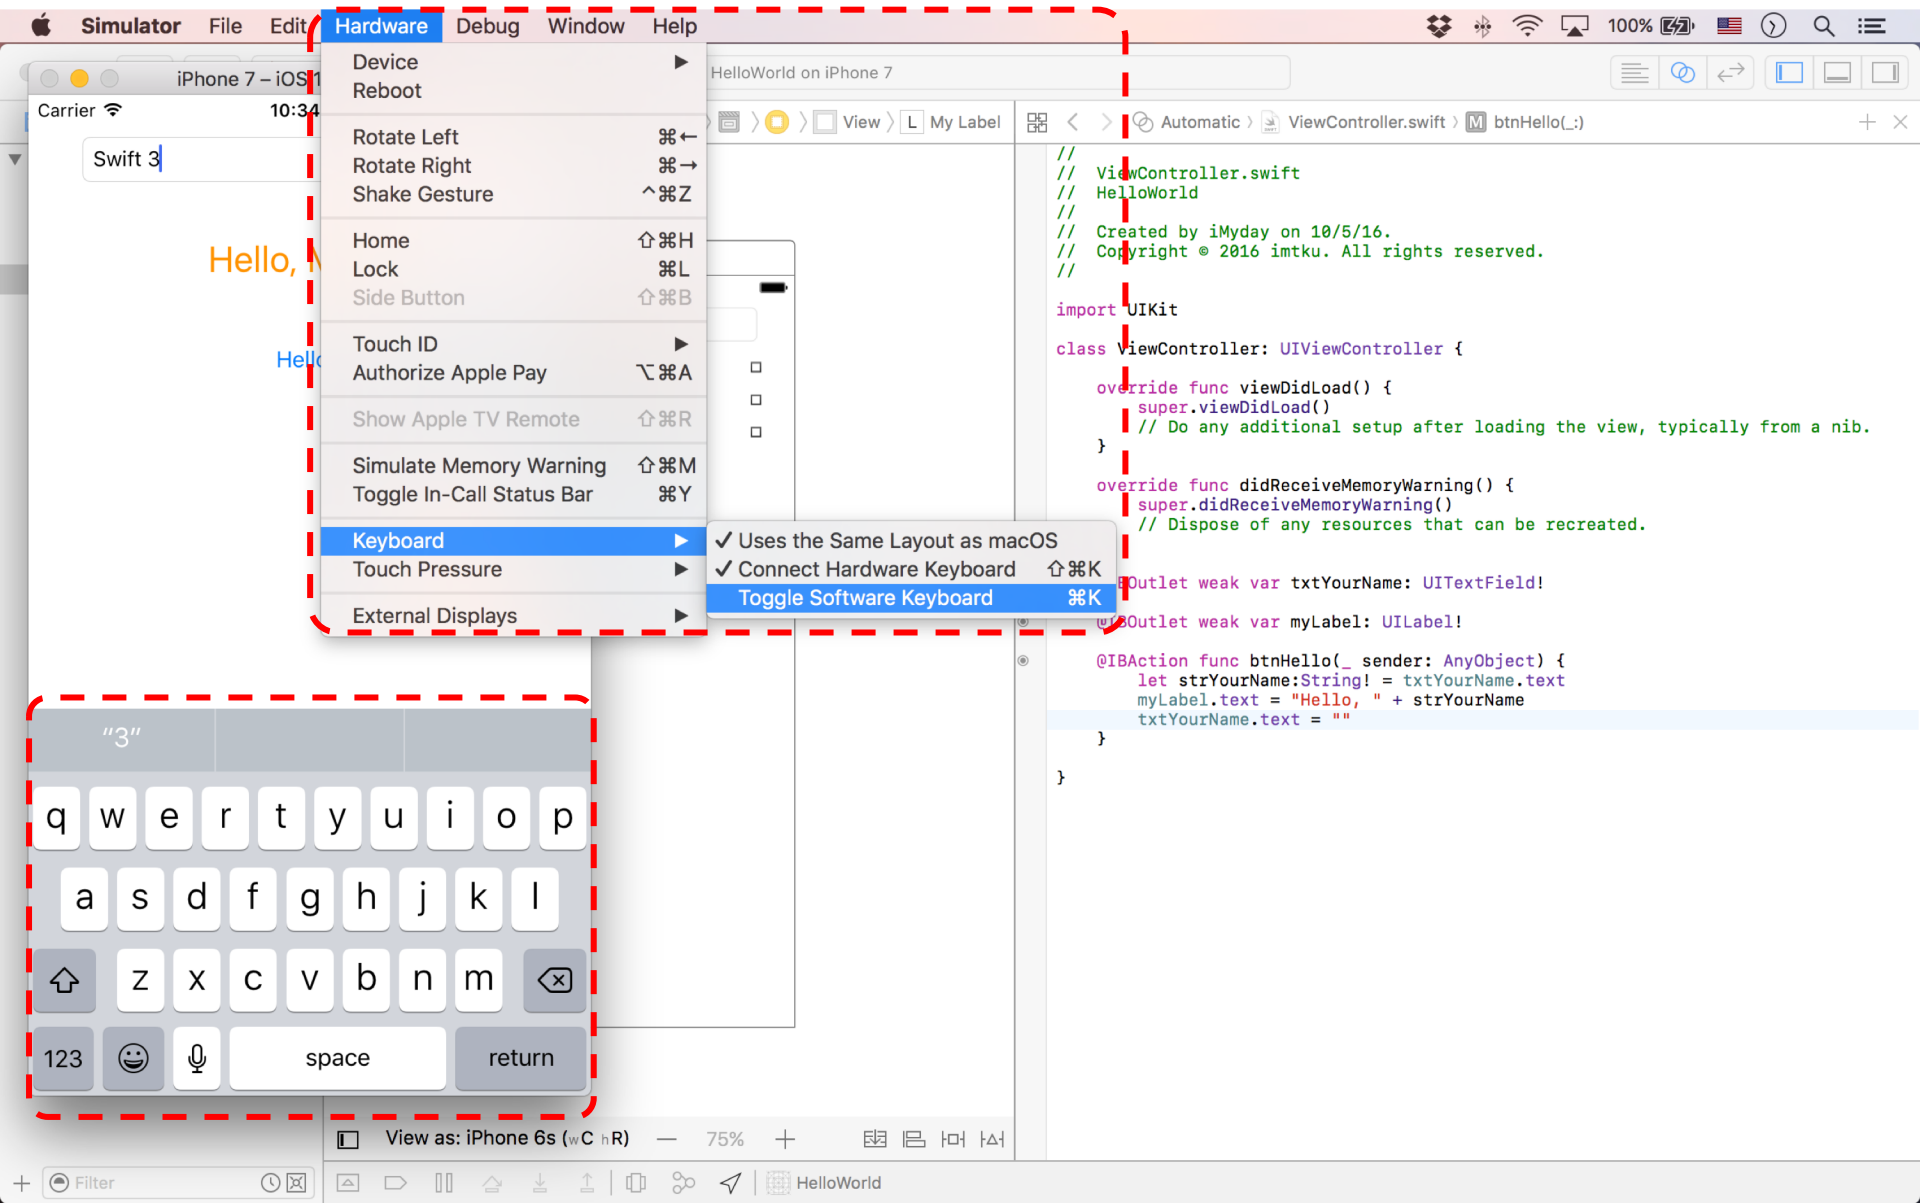 Simulator File Edit Hardware Debug Window Help 100%
iPhone 7 – iOS 1
HelloWorld on iPhone 7
Carrier 10:34
Swift 3
Hello,
Hello
Device
Reboot
Rotate Left ⌘←
Rotate Right ⌘→
Shake Gesture ^⌘Z
Home ⇧⌘H
Lock ⌘L
Side Button ⇧⌘B
Touch ID
Authorize Apple Pay ⌥⌘A
Show Apple TV Remote ⇧⌘R
Simulate Memory Warning ⇧⌘M
Toggle In-Call Status Bar ⌘Y
Keyboard
Touch Pressure
External Displays
✓ Uses the Same Layout as macOS
✓ Connect Hardware Keyboard ⇧⌘K
Toggle Software Keyboard ⌘K
View L My Label
Automatic ViewController.swift M btnHello(_:)
//
// ViewController.swift
// HelloWorld
//
// Created by iMyday on 10/5/16.
// Copyright © 2016 imtku. All rights reserved.
//
import UIKit
class ViewController: UIViewController {
override func viewDidLoad() {
super.viewDidLoad()
// Do any additional setup after loading the view, typically from a nib.
}
override func didReceiveMemoryWarning() {
super.didReceiveMemoryWarning()
// Dispose of any resources that can be recreated.
Outlet weak var txtYourName: UITextField!
@IBOutlet weak var myLabel: UILabel!
@IBAction func btnHello(_ sender: AnyObject) {
let strYourName:String! = txtYourName.text
myLabel.text = "Hello, " + strYourName
txtYourName.text = ""
}
}
“3”
q w e r t y u i o p
a s d f g h j k l
z x c v b n m
123 space return
View as: iPhone 6s (wC hR) — 75% +
Filter
HelloWorld